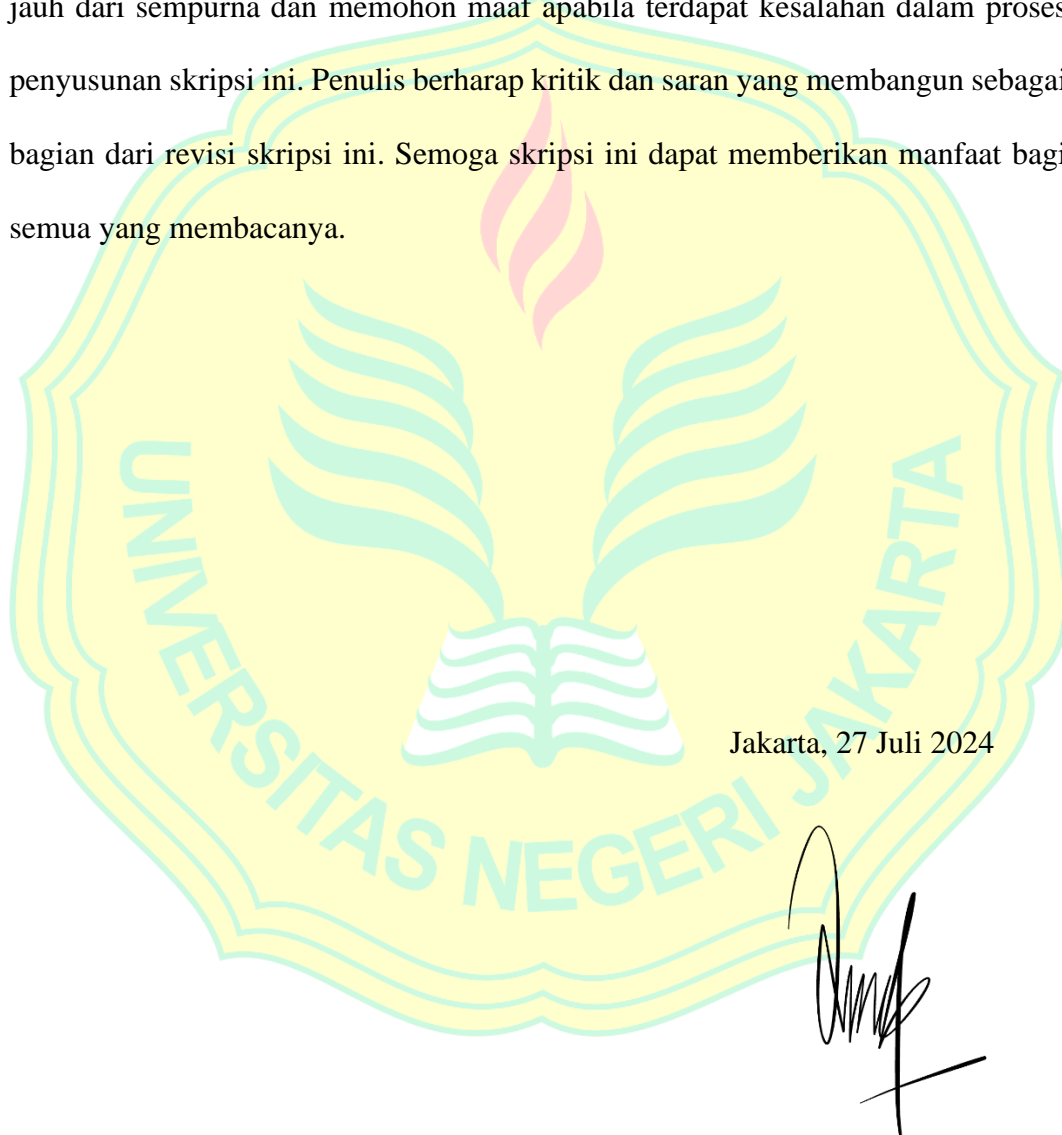 jauh dari sempurna dan memohon maaf apabila terdapat kesalahan dalam proses
penyusunan skripsi ini. Penulis berharap kritik dan saran yang membangun sebagai
bagian dari revisi skripsi ini. Semoga skripsi ini dapat memberikan manfaat bagi
semua yang membacanya.
UNIVERSITAS NEGERI JAKARTA
Jakarta, 27 Juli 2024